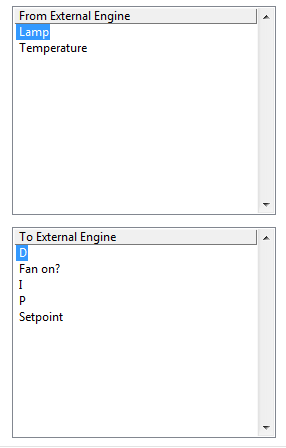 From External Engine
Lamp
Temperature
To External Engine
D
Fan on?
I
P
Setpoint